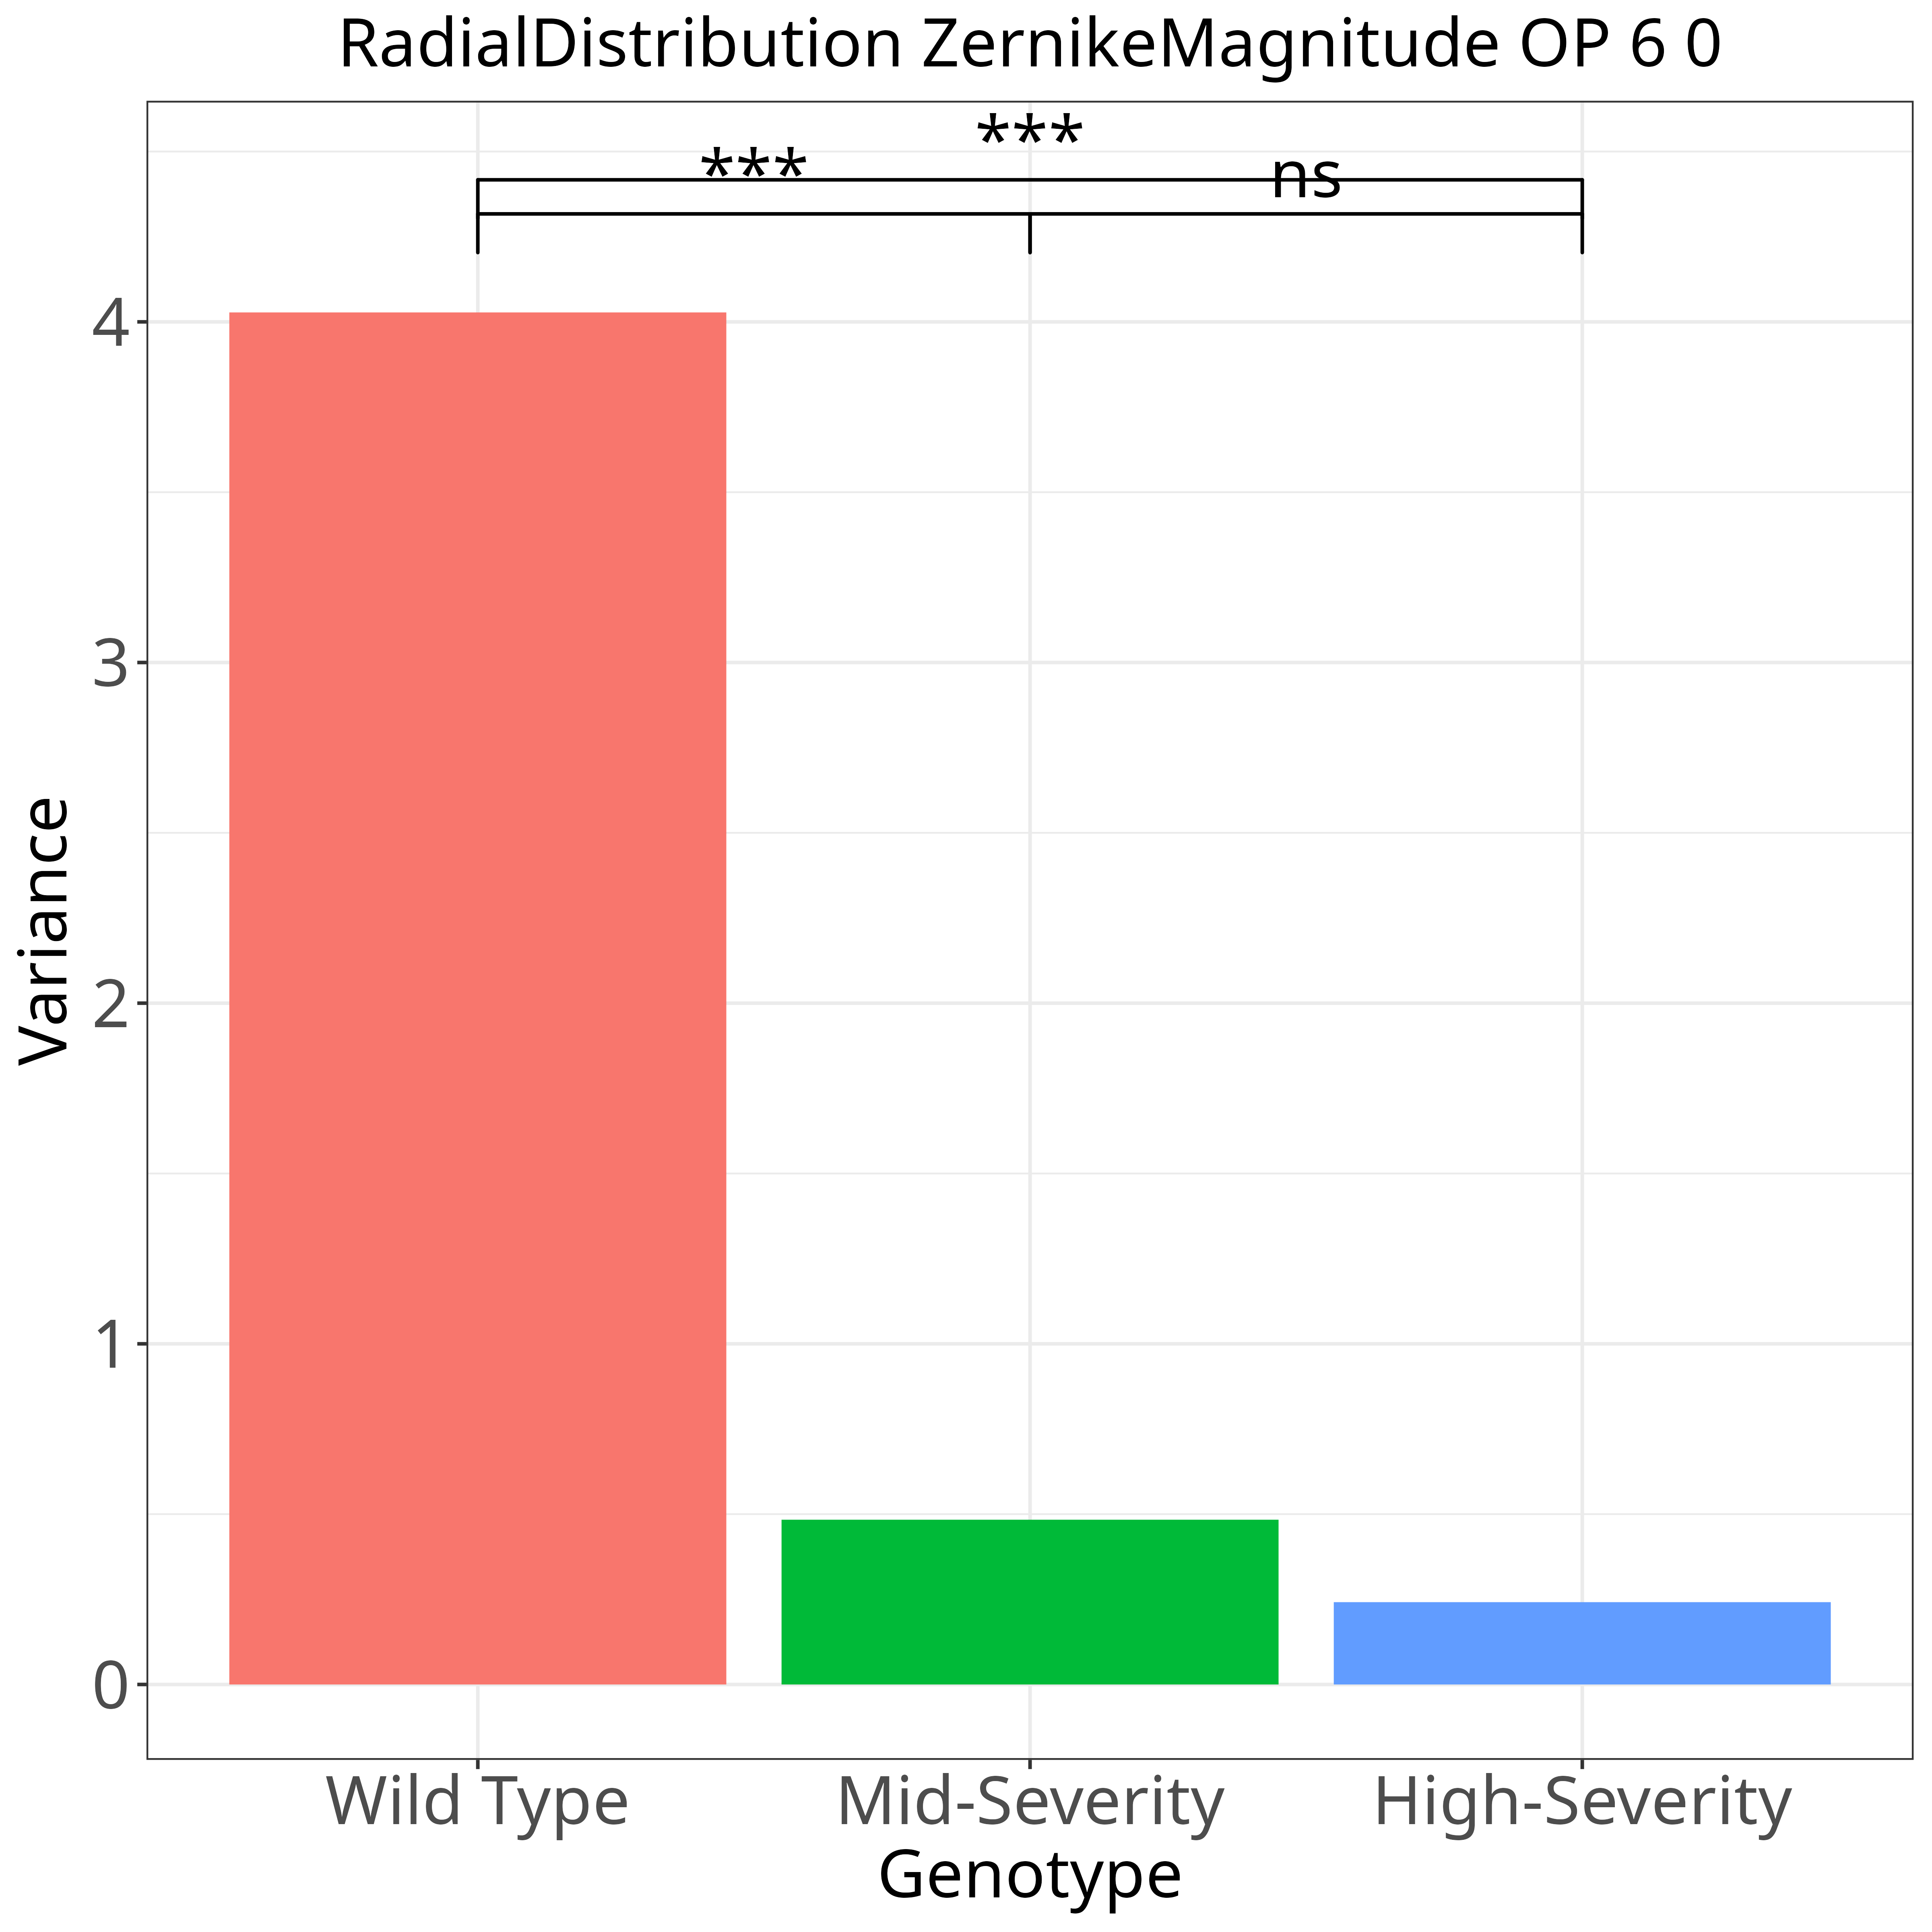 RadialDistribution ZernikeMagnitude OP 6 0
***
***
ns
4
3
2
1
0
Variance
Wild Type Mid-Severity High-Severity
Genotype